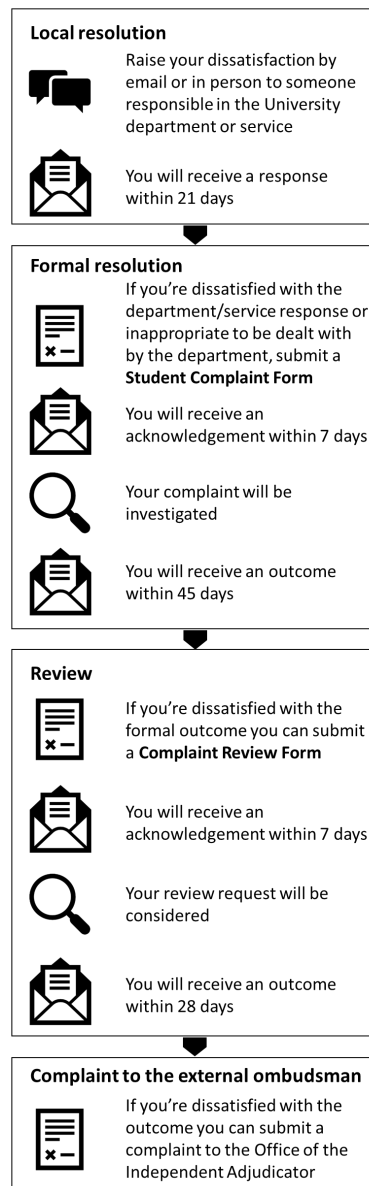 Local resolution
Raise your dissatisfaction by
email or in person to someone
responsible in the University
department or service
You will receive a response
within 21 days
Formal resolution
If you're dissatisfied with the
department/service response or
inappropriate to be dealt with
by the department, submit a
Student Complaint Form
You will receive an
acknowledgement within 7 days
Your complaint will be
investigated
You will receive an outcome
within 45 days
Review
If you're dissatisfied with the
formal outcome you can submit
a Complaint Review Form
You will receive an
acknowledgement within 7 days
Your review request will be
considered
You will receive an outcome
within 28 days
Complaint to the external ombudsman
If you're dissatisfied with the
outcome you can submit a
complaint to the Office of the
Independent Adjudicator